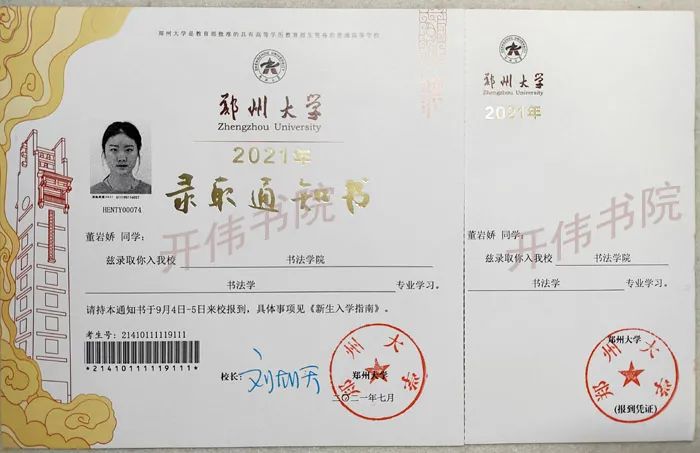 郑州大学是教育部批准的具有高等学历教育招生资格的普通高等学校
郑州大学
Zhengzhou University
2021年
录取通知书
HENTY00074
董岩娇 同学：
兹录取你入我校 书法学院
书法学 专业学习。
请持本通知书于9月4日-5日来校报到，具体事项见《新生入学指南》。
考生号：21410111119111
*21410111119111*
校长：
郑州大学
二〇二一年七月
郑州大学
郑州大学
Zhengzhou University
2021年
董岩娇 同学：
兹录取你入我校 书法学院
书法学 专业学习。
郑州大学
郑州大学
(报到凭证)
开伟书院
开伟书院